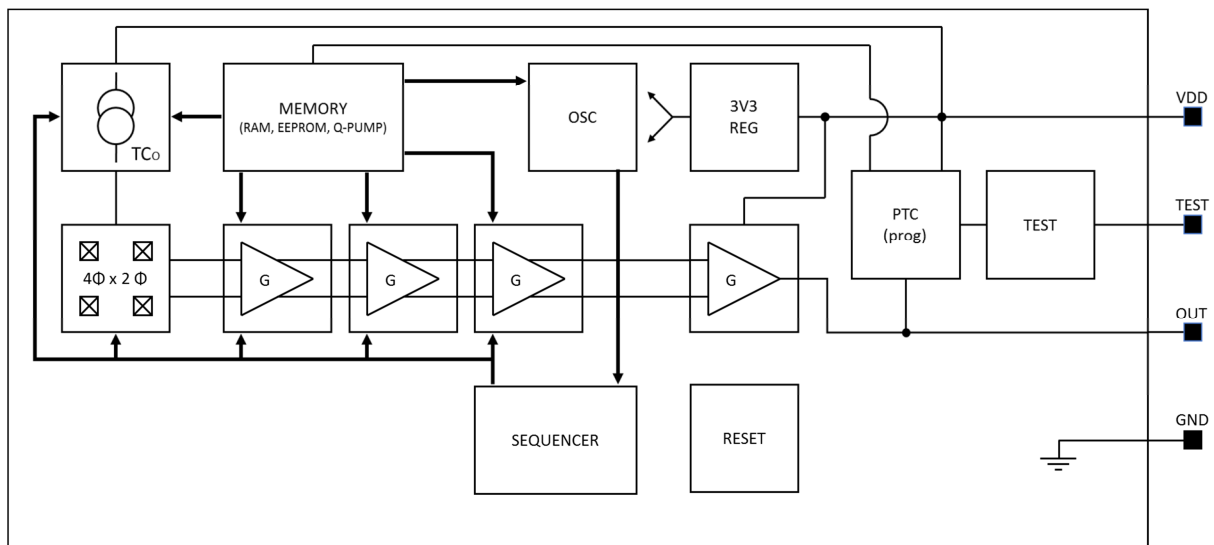 MEMORY
(RAM, EEPROM, Q-PUMP)
OSC
3V3
REG
VDD
TCO
PTC
(prog)
TEST
TEST
4Φ x 2 Φ
G
G
G
G
OUT
SEQUENCER
RESET
GND